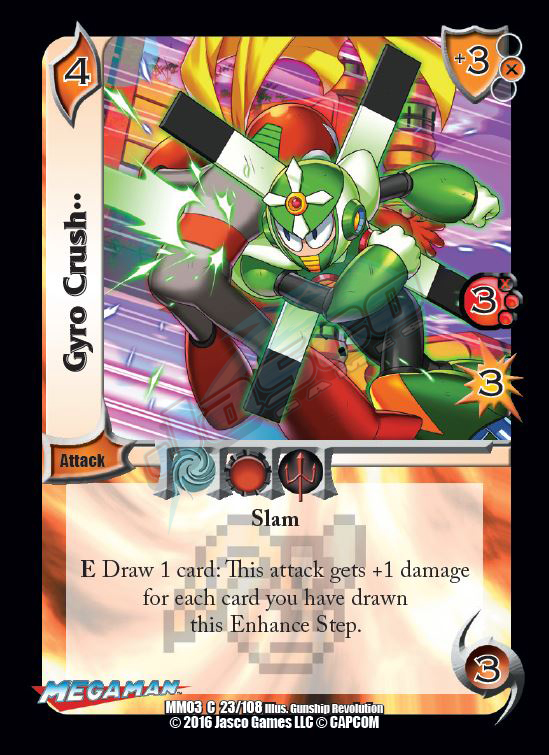 4
+3
Gyro Crush••
3
3
Attack
Slam
E Draw 1 card: This attack gets +1 damage
for each card you have drawn
this Enhance Step.
3
MEGAMAN™
MM03 C 23/108 Illus. Gunship Revolution
© 2016 Jasco Games LLC © CAPCOM